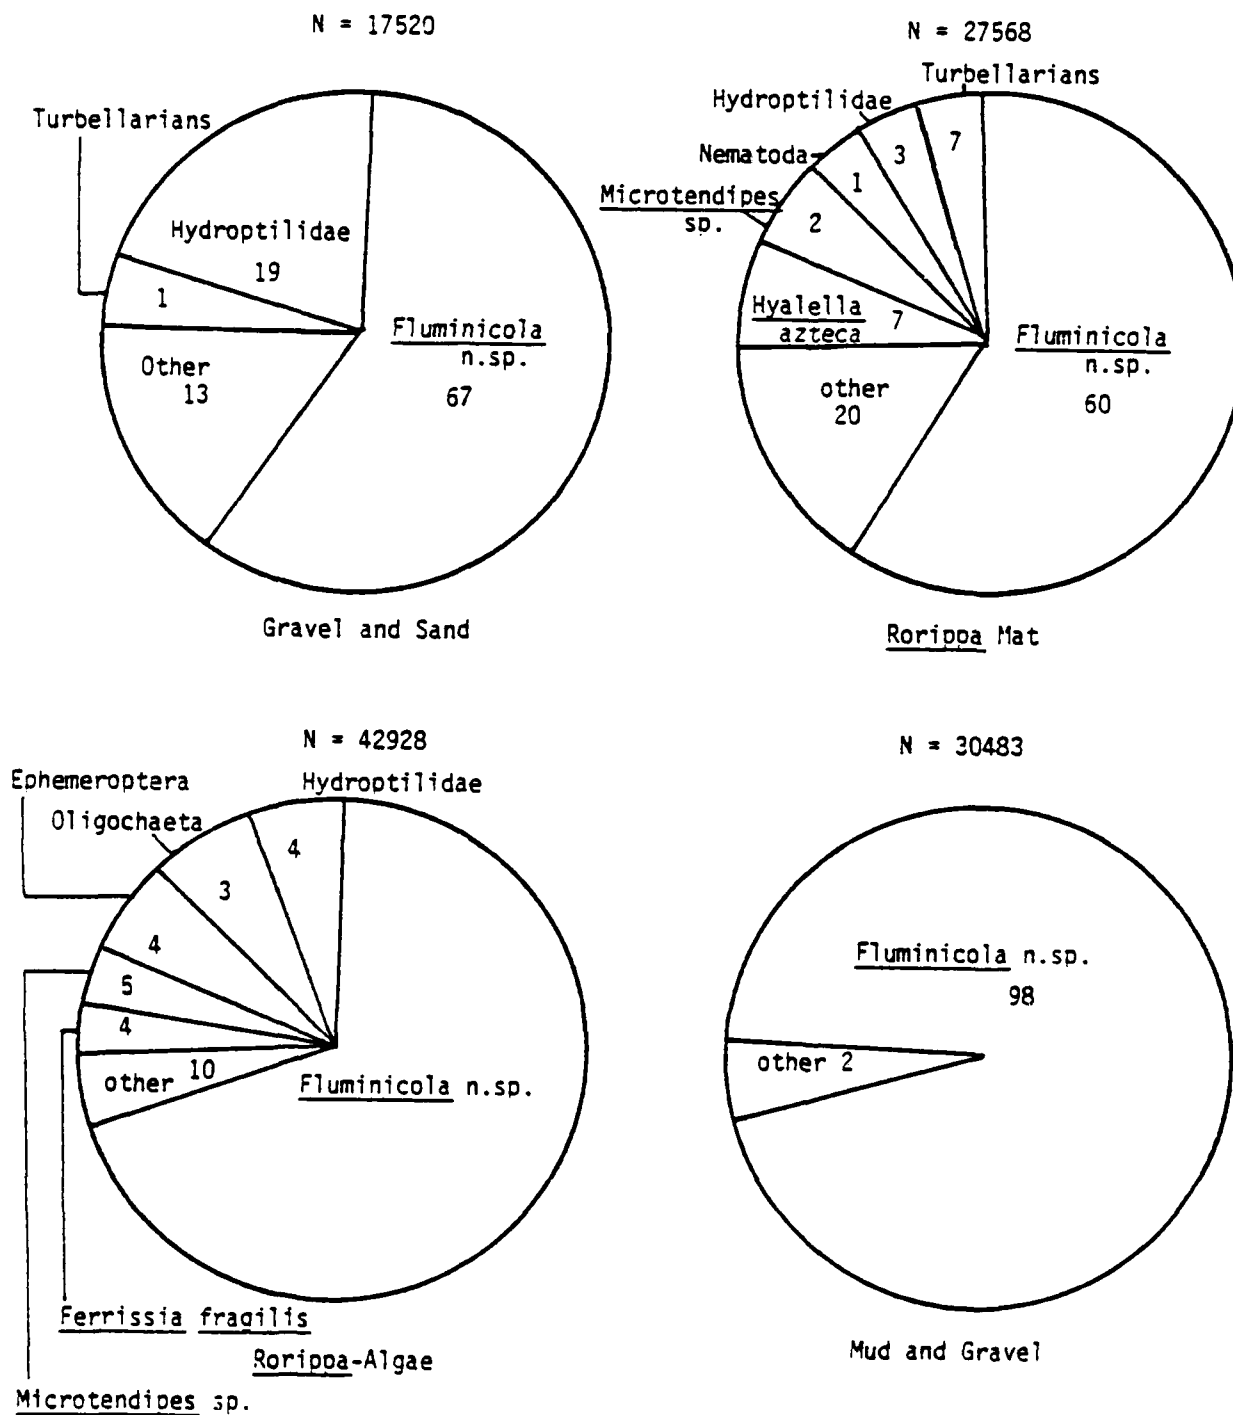 N = 17520
Turbellarians
Hydroptilidae
19
1
Fluminicola
n.sp.
67
Other
13
Gravel and Sand
N = 27568
Turbellarians
Hydroptilidae
Nematoda
Microtendipes
sp.
7
3
1
2
Hyalella
azteca
7
Fluminicola
n.sp.
60
other
20
Rorippa Mat
N = 42928
Ephemeroptera
Hydroptilidae
Oligochaeta
4
3
4
5
4
other 10
Fluminicola n.sp.
Ferrissia fragilis
Rorippa-Algae
Microtendipes sp.
N = 30483
Fluminicola n.sp.
98
other 2
Mud and Gravel